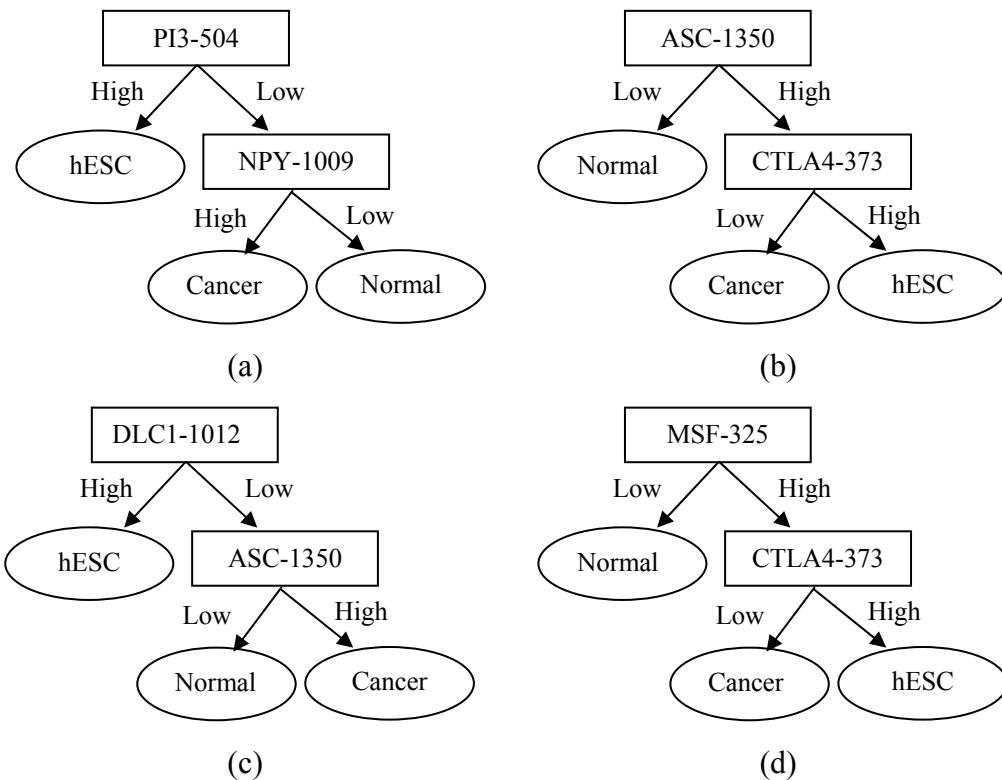 PI3-504
High Low
hESC
NPY-1009
High Low
Cancer Normal
(a)
ASC-1350
Low High
Normal
CTLA4-373
Low High
Cancer hESC
(b)
DLC1-1012
High Low
hESC
ASC-1350
Low High
Normal Cancer
(c)
MSF-325
Low High
Normal
CTLA4-373
Low High
Cancer hESC
(d)